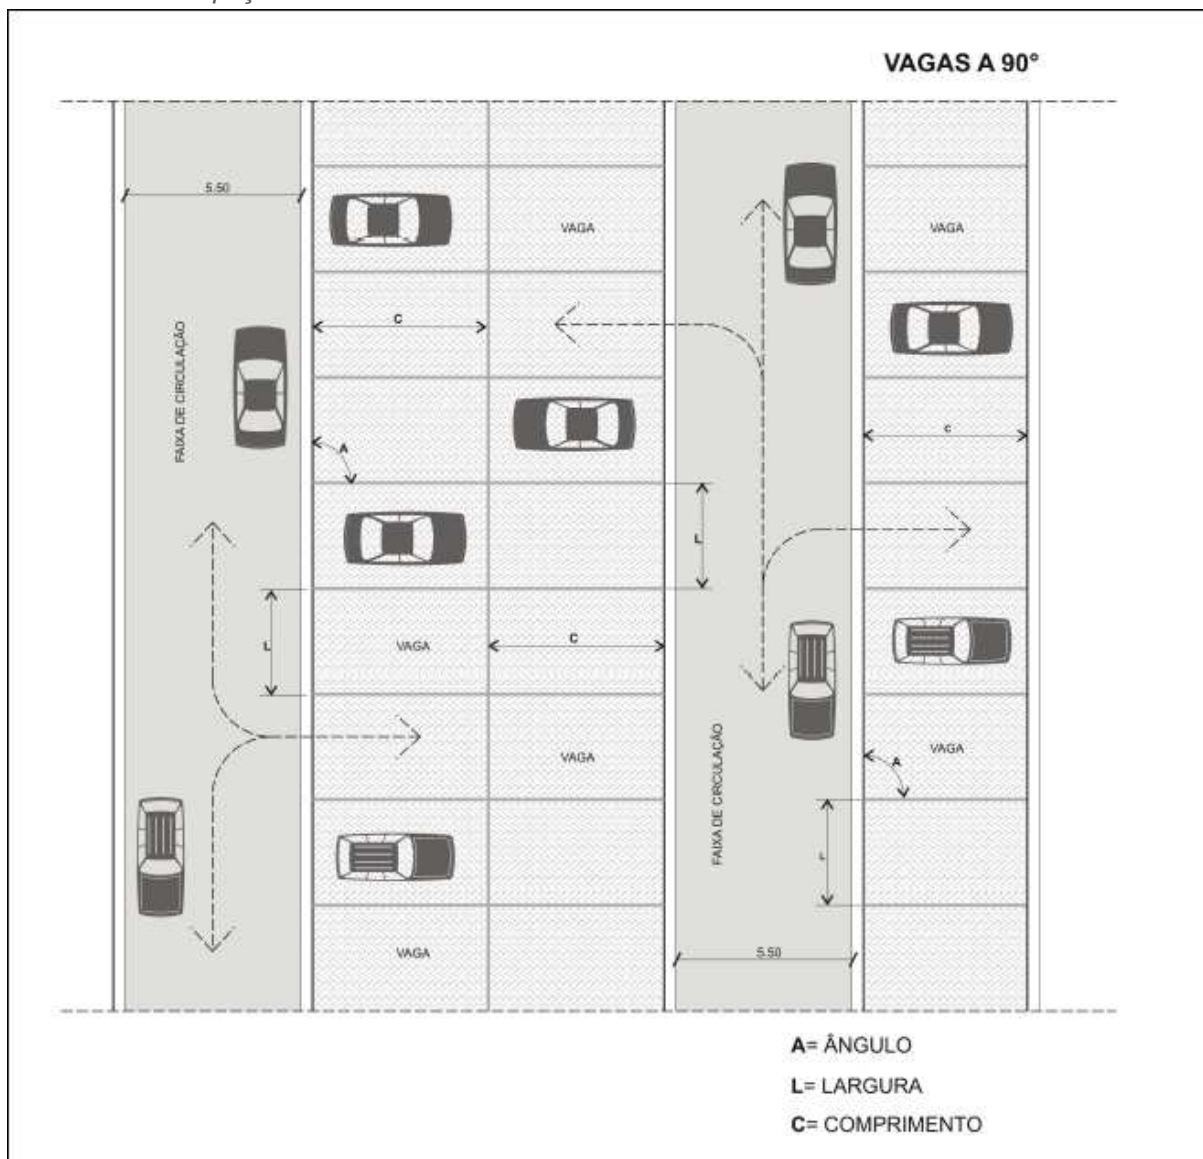 VAGAS A 90°
5.50
VAGA
VAGA
C
FAIXA DE CIRCULAÇÃO
A
c
L
L
VAGA
C
VAGA
VAGA
A
FAIXA DE CIRCULAÇÃO
L
VAGA
5.50
A= ÂNGULO
L= LARGURA
C= COMPRIMENTO